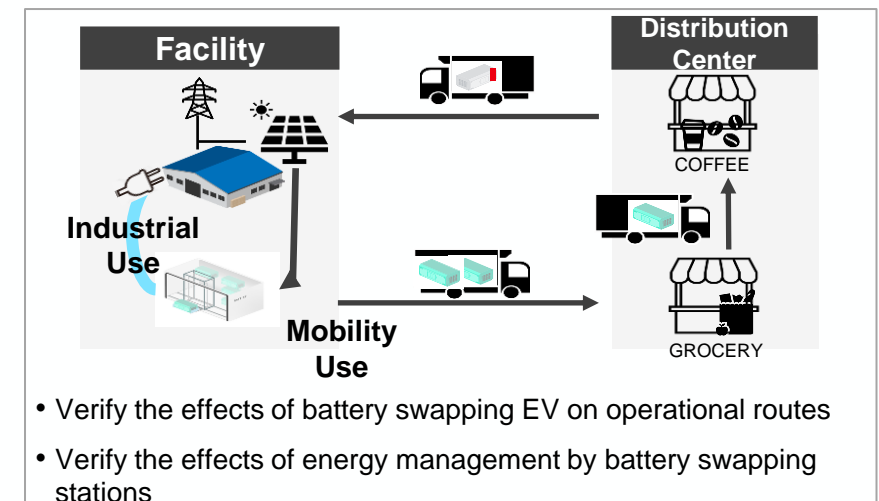 Facility
Distribution
Center
COFFEE
Industrial
Use
Mobility
Use
GROCERY
• Verify the effects of battery swapping EV on operational routes
• Verify the effects of energy management by battery swapping
stations